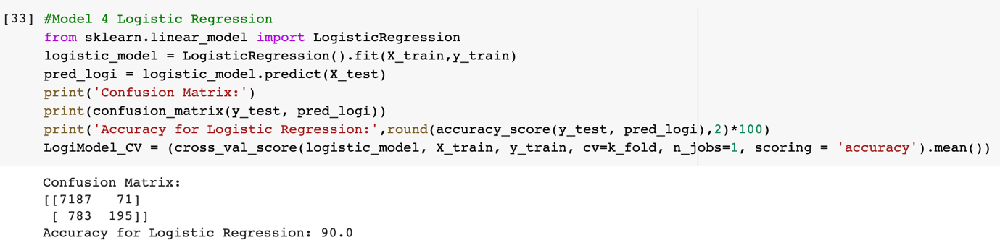 [33] #Model 4 Logistic Regression
from sklearn.linear_model import LogisticRegression
logistic_model = LogisticRegression().fit(X_train,y_train)
pred_logi = logistic_model.predict(X_test)
print('Confusion Matrix:')
print(confusion_matrix(y_test, pred_logi))
print('Accuracy for Logistic Regression:',round(accuracy_score(y_test, pred_logi),2)*100)
LogiModel_CV = (cross_val_score(logistic_model, X_train, y_train, cv=k_fold, n_jobs=1, scoring = 'accuracy').mean())
Confusion Matrix:
[[7187   71]
 [ 783  195]]
Accuracy for Logistic Regression: 90.0